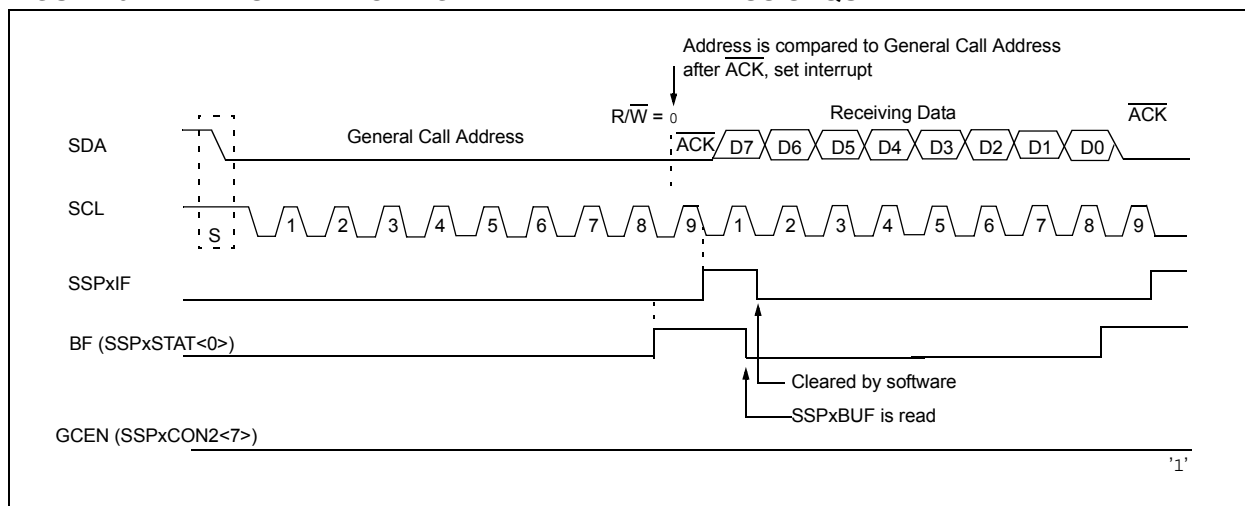 Address is compared to General Call Address
after ACK, set interrupt
R/W = 0
Receiving Data
ACK
SDA
General Call Address
ACK D7 D6 D5 D4 D3 D2 D1 D0
SCL
S
1 2 3 4 5 6 7 8 9 1 2 3 4 5 6 7 8 9
SSPxIF
BF (SSPxSTAT<0>)
Cleared by software
SSPxBUF is read
GCEN (SSPxCON2<7>)
'1'